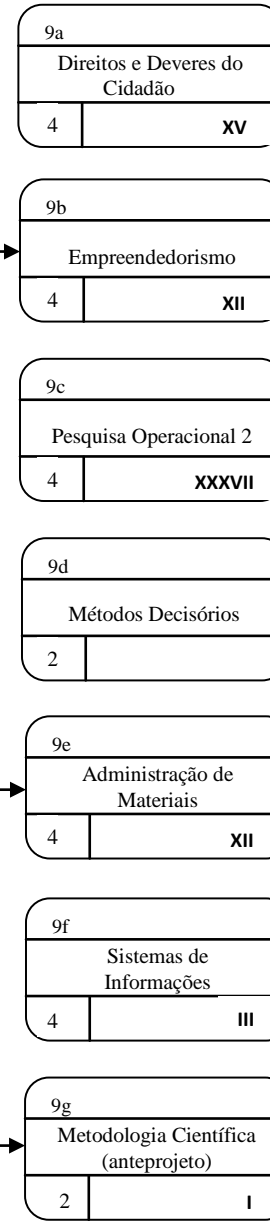 9a
Direitos e Deveres do
Cidadão
4 XV
9b
Empreendedorismo
4 XII
9c
Pesquisa Operacional 2
4 XXXVII
9d
Métodos Decisórios
2
9e
Administração de
Materiais
4 XII
9f
Sistemas de
Informações
4 III
9g
Metodologia Científica
(anteprojeto)
2 I